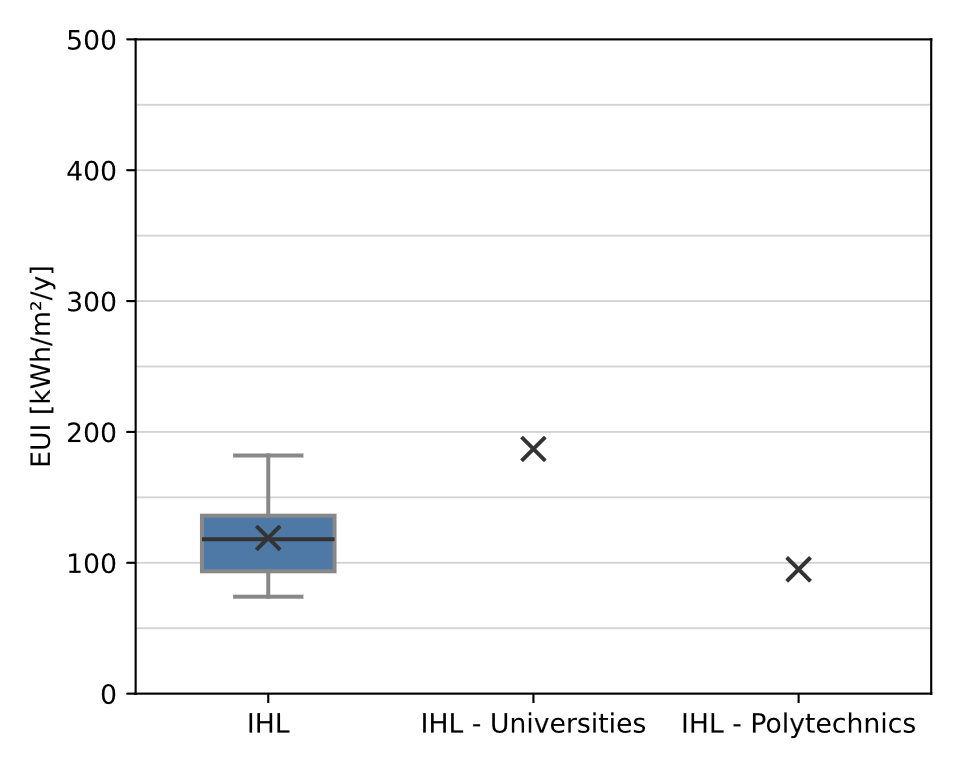 500
400
300
200
100
0
EUI [kWh/m²/y]
IHL
IHL - Universities
IHL - Polytechnics